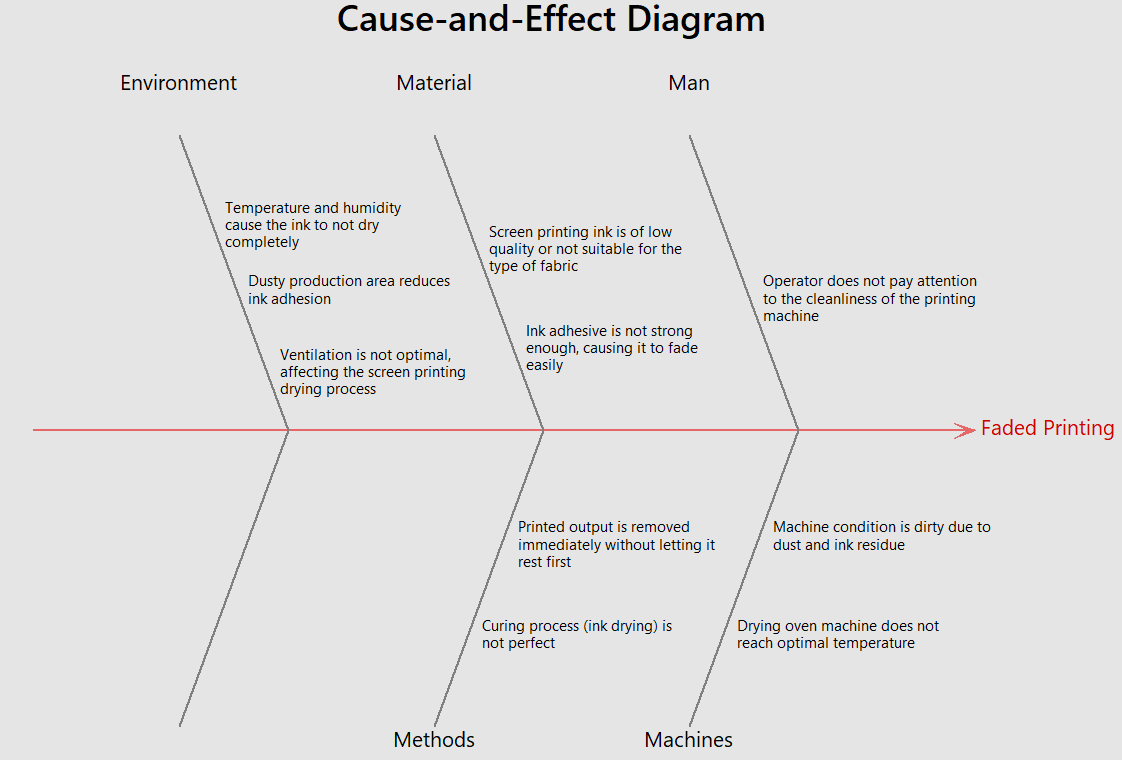 Cause-and-Effect Diagram
Environment
Material
Man
Temperature and humidity
cause the ink to not dry
completely
Dusty production area reduces
ink adhesion
Ventilation is not optimal,
affecting the screen printing
drying process
Screen printing ink is of low
quality or not suitable for the
type of fabric
Ink adhesive is not strong
enough, causing it to fade
easily
Operator does not pay attention
to the cleanliness of the printing
machine
Faded Printing
Printed output is removed
immediately without letting it
rest first
Curing process (ink drying) is
not perfect
Machine condition is dirty due to
dust and ink residue
Drying oven machine does not
reach optimal temperature
Methods
Machines